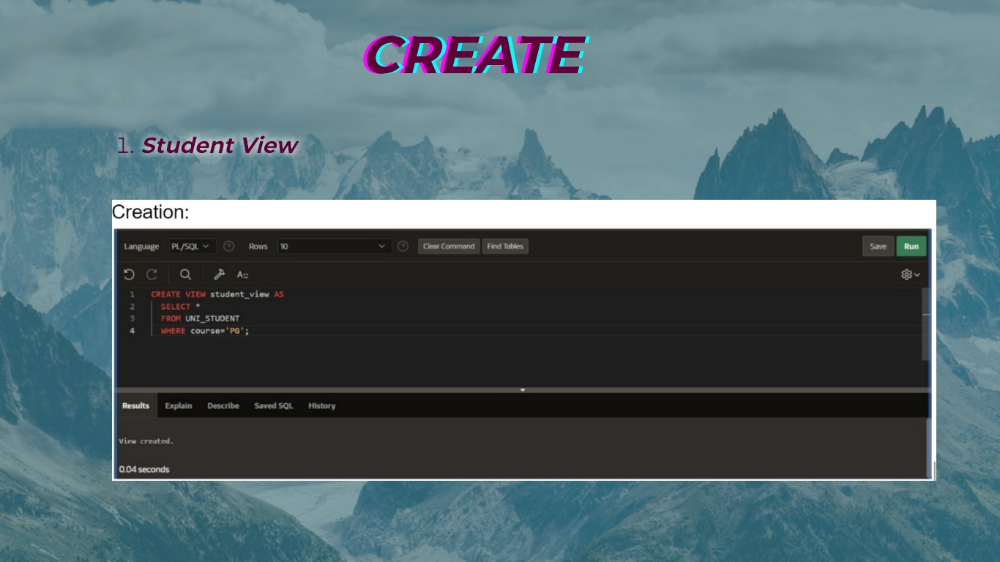 CREATE
1. Student View
Creation:
Language PL/SQL Rows 10 Clear Command Find Tables Save Run
A::
1 CREATE VIEW student_view AS
2 SELECT *
3 FROM UNI_STUDENT
4 WHERE course='PG';
Results Explain Describe Saved SQL History
View created.
0.04 seconds